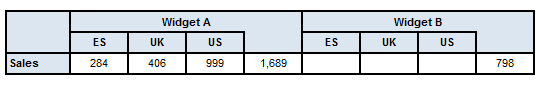 Widget A Widget B
ES UK US ES UK US
Sales 284 406 999 1,689 798